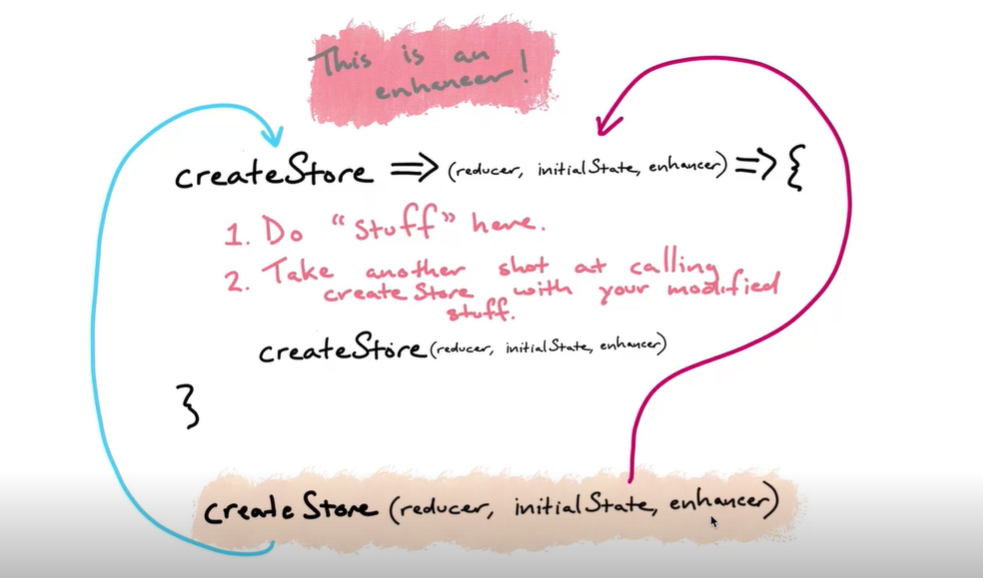 This is an
enhancer!
createStore => (reducer, initialState, enhancer) => {
1. Do "stuff" here.
2. Take another shot at calling
createStore with your modified
stuff.
createStore (reducer, initialState, enhancer)
}
createStore (reducer, initialState, enhancer)